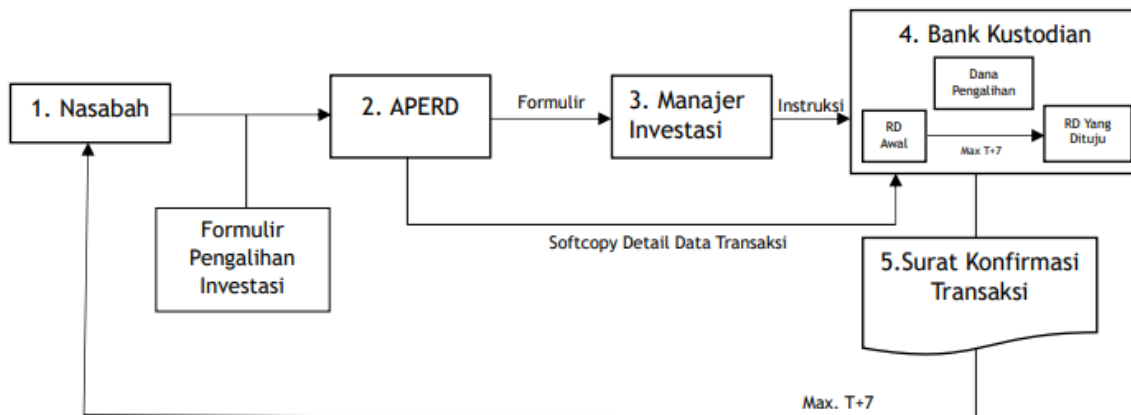 1. Nasabah
Formulir
Pengalihan
Investasi
2. APERD
Formulir
3. Manajer
Investasi
Instruksi
4. Bank Kustodian
Dana
Pengalihan
RD
Awal
Max T+7
RD Yang
Dituju
Softcopy Detail Data Transaksi
5.Surat Konfirmasi
Transaksi
Max. T+7